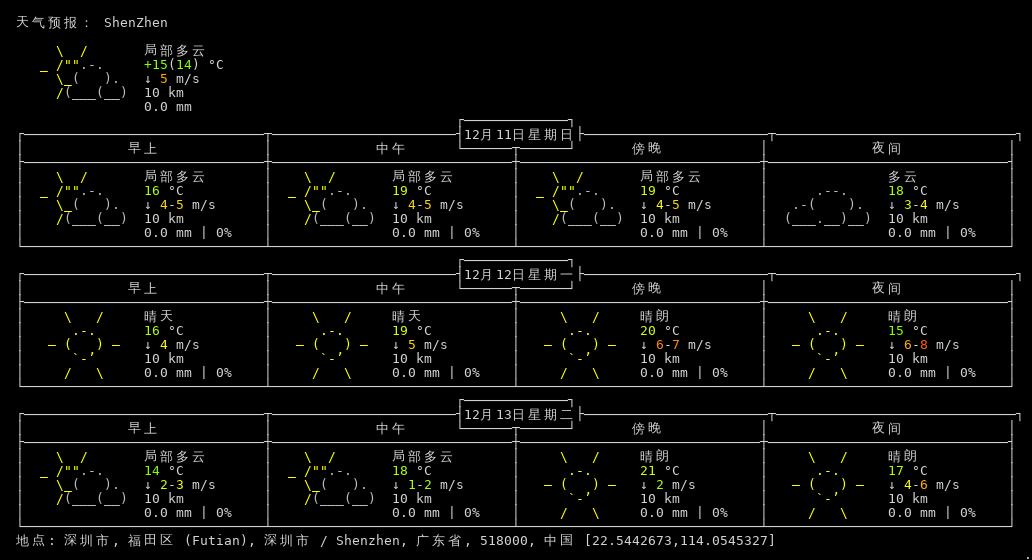 天气预报： ShenZhen
局部多云
+15(14) °C
↓ 5 m/s
10 km
0.0 mm
12月11日星期日
早上 中午 傍晚 夜间
局部多云 局部多云 局部多云 多云
16 °C 19 °C 19 °C 18 °C
↓ 4-5 m/s ↓ 4-5 m/s ↓ 4-5 m/s ↓ 3-4 m/s
10 km 10 km 10 km 10 km
0.0 mm | 0% 0.0 mm | 0% 0.0 mm | 0% 0.0 mm | 0%
12月12日星期一
早上 中午 傍晚 夜间
晴天 晴天 晴朗 晴朗
16 °C 19 °C 20 °C 15 °C
↓ 4 m/s ↓ 5 m/s ↓ 6-7 m/s ↓ 6-8 m/s
10 km 10 km 10 km 10 km
0.0 mm | 0% 0.0 mm | 0% 0.0 mm | 0% 0.0 mm | 0%
12月13日星期二
早上 中午 傍晚 夜间
局部多云 局部多云 晴朗 晴朗
14 °C 18 °C 21 °C 17 °C
↓ 2-3 m/s ↓ 1-2 m/s ↓ 2 m/s ↓ 4-6 m/s
10 km 10 km 10 km 10 km
0.0 mm | 0% 0.0 mm | 0% 0.0 mm | 0% 0.0 mm | 0%
地点: 深圳市, 福田区 (Futian), 深圳市 / Shenzhen, 广东省, 518000, 中国 [22.5442673,114.0545327]